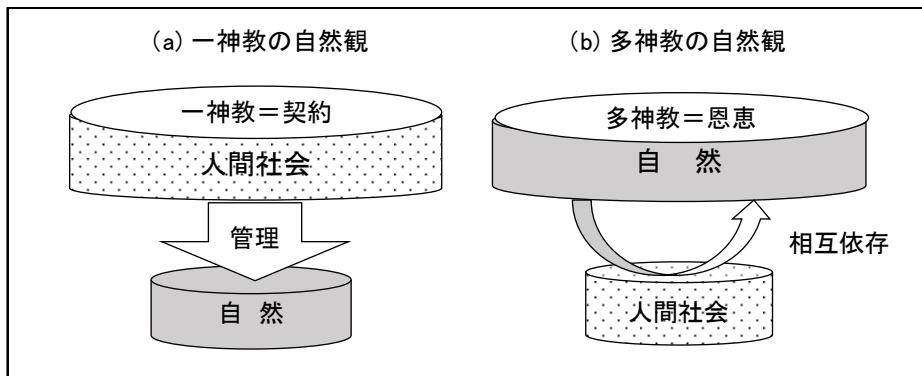 (a) 一神教の自然観
一神教＝契約
人間社会
管理
自 然
(b) 多神教の自然観
多神教＝恩恵
自 然
相互依存
人間社会